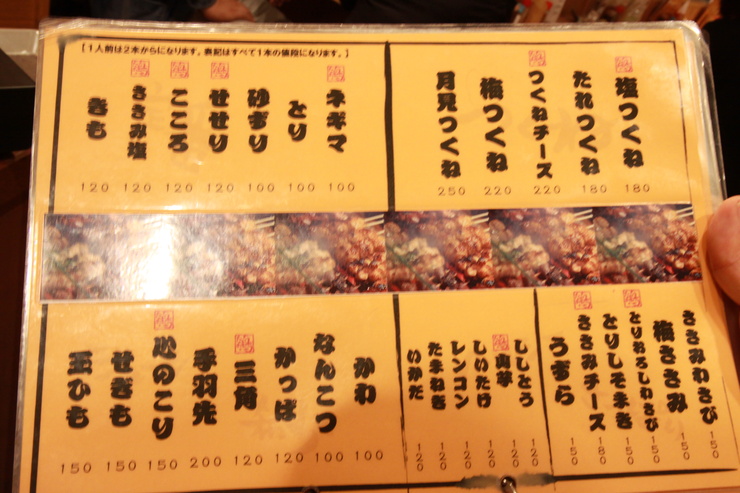 【1人前は2本からになります。表記はすべて1本の値段になります。】
塩つくね 180
たれつくね 180
つくねチーズ 220
梅つくね 220
月見つくね 250
ネギマ 100
とり 100
砂ずり 100
せせり 120
こころ 120
ささみ塩 120
きも 120
ささみわさび 150
梅ささみ 150
とりおろしわさび 150
とりしそまき 150
ささみチーズ 180
うずら 150
ししとう 120
しいたけ 120
レンコン 120
たまねぎ 120
いかだ 120
かわ 100
なんこつ 100
かっぱ 120
三角 120
手羽先 200
心のこり 150
せぎも 150
玉ひも 150